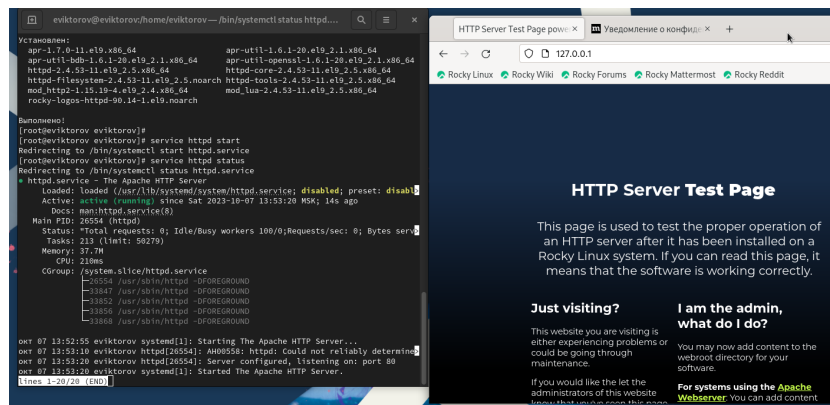 eviktorov@eviktorov:/home/eviktorov — /bin/systemctl status httpd....
Установлен:
apr-1.7.0-11.el9.x86_64 apr-util-1.6.1-20.el9_2.1.x86_64
apr-util-bdb-1.6.1-20.el9_2.1.x86_64 apr-util-openssl-1.6.1-20.el9_2.1.x86_64
httpd-2.4.53-11.el9_2.5.x86_64 httpd-core-2.4.53-11.el9_2.5.x86_64
httpd-filesystem-2.4.53-11.el9_2.5.noarch httpd-tools-2.4.53-11.el9_2.5.x86_64
mod_http2-1.15.19-4.el9_2.4.x86_64 mod_lua-2.4.53-11.el9_2.5.x86_64
rocky-logos-httpd-90.14-1.el9.noarch
Выполнено!
[root@eviktorov eviktorov]#
[root@eviktorov eviktorov]# service httpd start
Redirecting to /bin/systemctl start httpd.service
[root@eviktorov eviktorov]# service httpd status
Redirecting to /bin/systemctl status httpd.service
● httpd.service - The Apache HTTP Server
Loaded: loaded (/usr/lib/systemd/system/httpd.service; disabled; preset: disabl>
Active: active (running) since Sat 2023-10-07 13:53:20 MSK; 14s ago
Docs: man:httpd.service(8)
Main PID: 26554 (httpd)
Status: "Total requests: 0; Idle/Busy workers 100/0;Requests/sec: 0; Bytes serv>
Tasks: 213 (limit: 50279)
Memory: 37.7M
CPU: 210ms
CGroup: /system.slice/httpd.service
├─26554 /usr/sbin/httpd -DFOREGROUND
├─33847 /usr/sbin/httpd -DFOREGROUND
├─33852 /usr/sbin/httpd -DFOREGROUND
├─33856 /usr/sbin/httpd -DFOREGROUND
└─33868 /usr/sbin/httpd -DFOREGROUND
окт 07 13:52:55 eviktorov systemd[1]: Starting The Apache HTTP Server...
окт 07 13:53:10 eviktorov httpd[26554]: AH00558: httpd: Could not reliably determine>
окт 07 13:53:20 eviktorov httpd[26554]: Server configured, listening on: port 80
окт 07 13:53:20 eviktorov systemd[1]: Started The Apache HTTP Server.
lines 1-20/20 (END)
HTTP Server Test Page powe
Уведомление о конфиде
127.0.0.1
Rocky Linux Rocky Wiki Rocky Forums Rocky Mattermost Rocky Reddit
HTTP Server Test Page
This page is used to test the proper operation of
an HTTP server after it has been installed on a
Rocky Linux system. If you can read this page, it
means that the software is working correctly.
Just visiting?
This website you are visiting is
either experiencing problems or
could be going through
maintenance.
If you would like the let the
administrators of this website
know that you've seen this page
I am the admin,
what do I do?
You may now add content to the
webroot directory for your
software.
For systems using the Apache
Webserver: You can add content